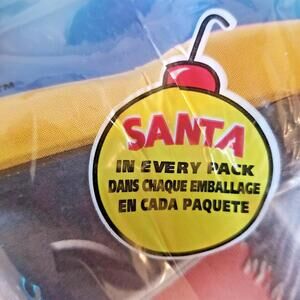 SANTA
IN EVERY PACK
DANS CHAQUE EMBALLAGE
EN CADA PAQUETE